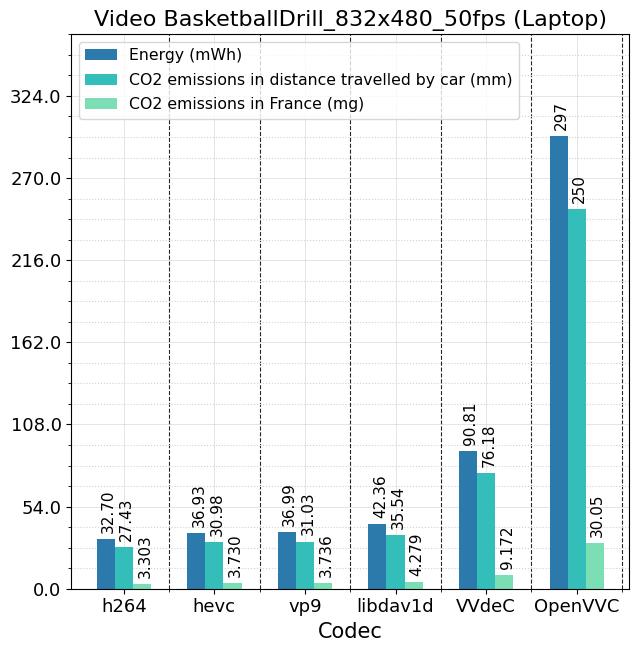 Video BasketballDrill_832x480_50fps (Laptop)
Energy (mWh)
CO2 emissions in distance travelled by car (mm)
CO2 emissions in France (mg)
324.0
270.0
216.0
162.0
108.0
54.0
0.0
32.70
27.43
3.303
36.93
30.98
3.730
36.99
31.03
3.736
42.36
35.54
4.279
90.81
76.18
9.172
297
250
30.05
h264
hevc
vp9
libdav1d
VVdeC
OpenVVC
Codec